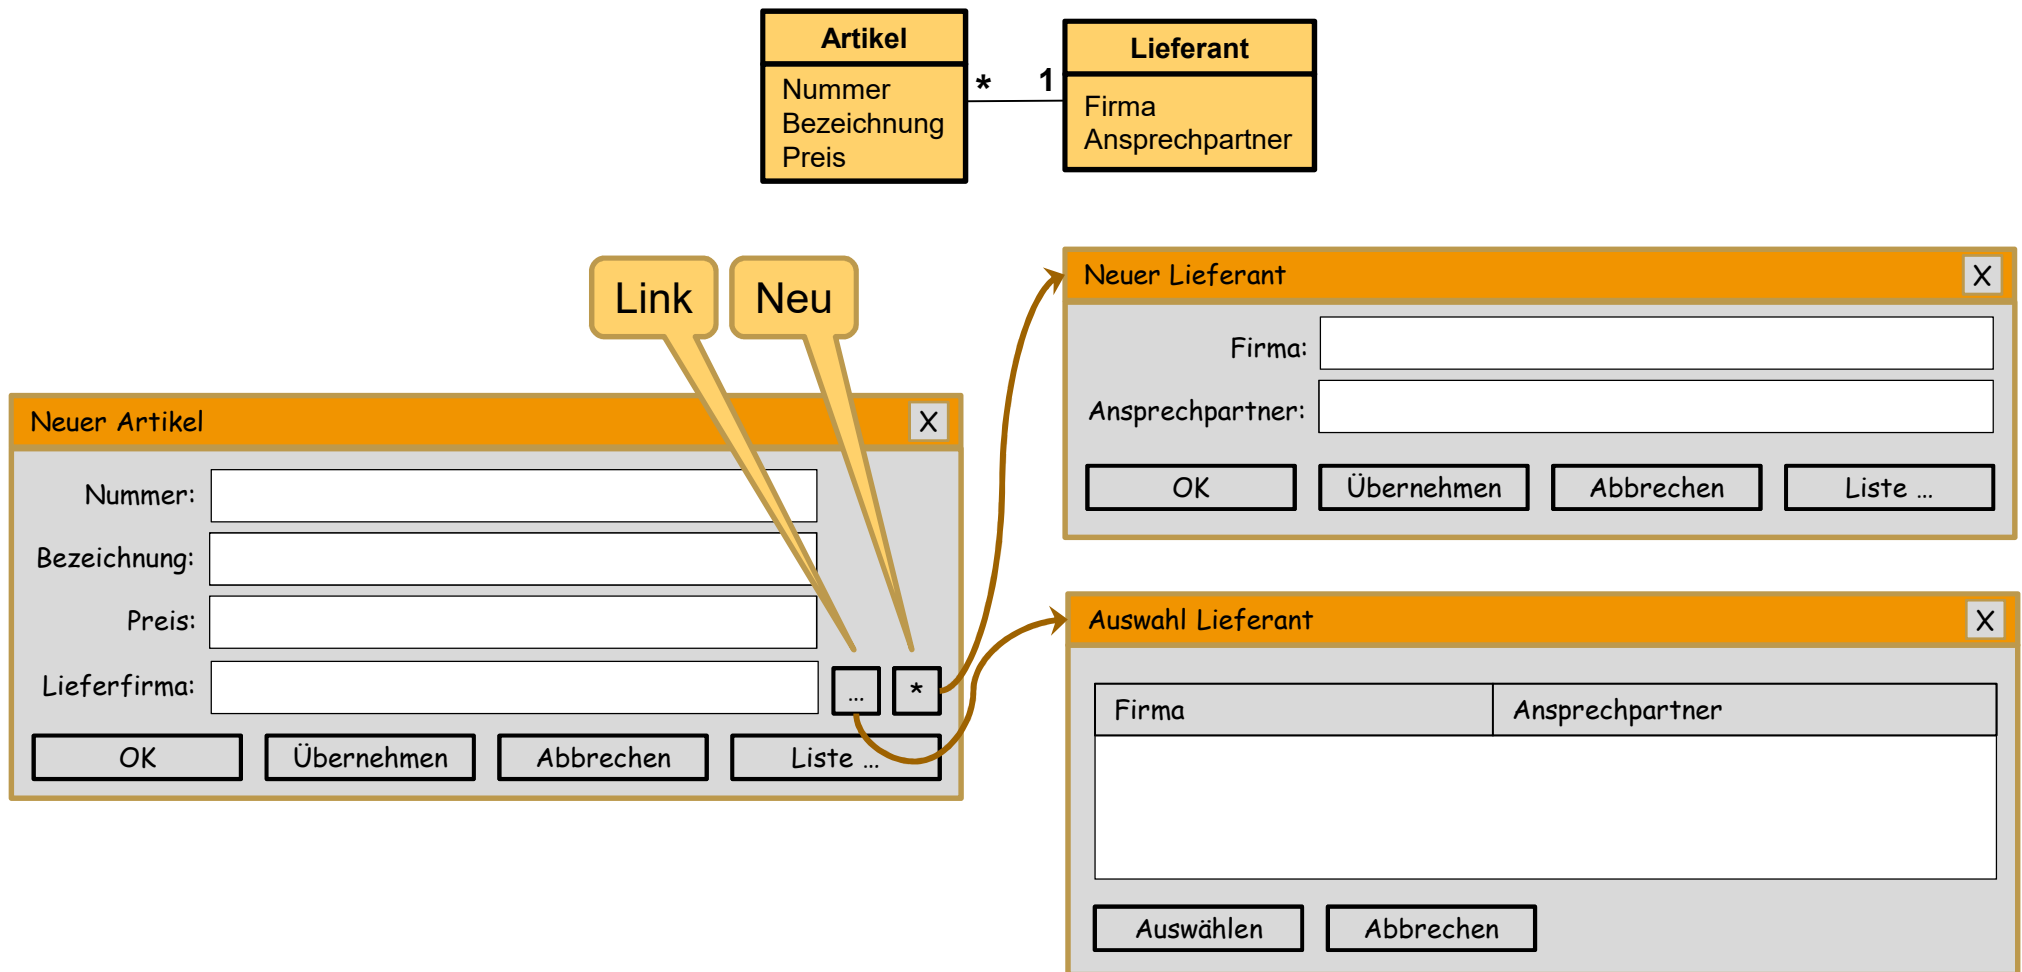 Artikel
Nummer
Bezeichnung
Preis
* 1
Lieferant
Firma
Ansprechpartner
Link
Neu
Neuer Artikel X
Nummer:
Bezeichnung:
Preis:
Lieferfirma: ... *
OK Übernehmen Abbrechen Liste ...
Neuer Lieferant X
Firma:
Ansprechpartner:
OK Übernehmen Abbrechen Liste ...
Auswahl Lieferant X
Firma Ansprechpartner
Auswählen Abbrechen